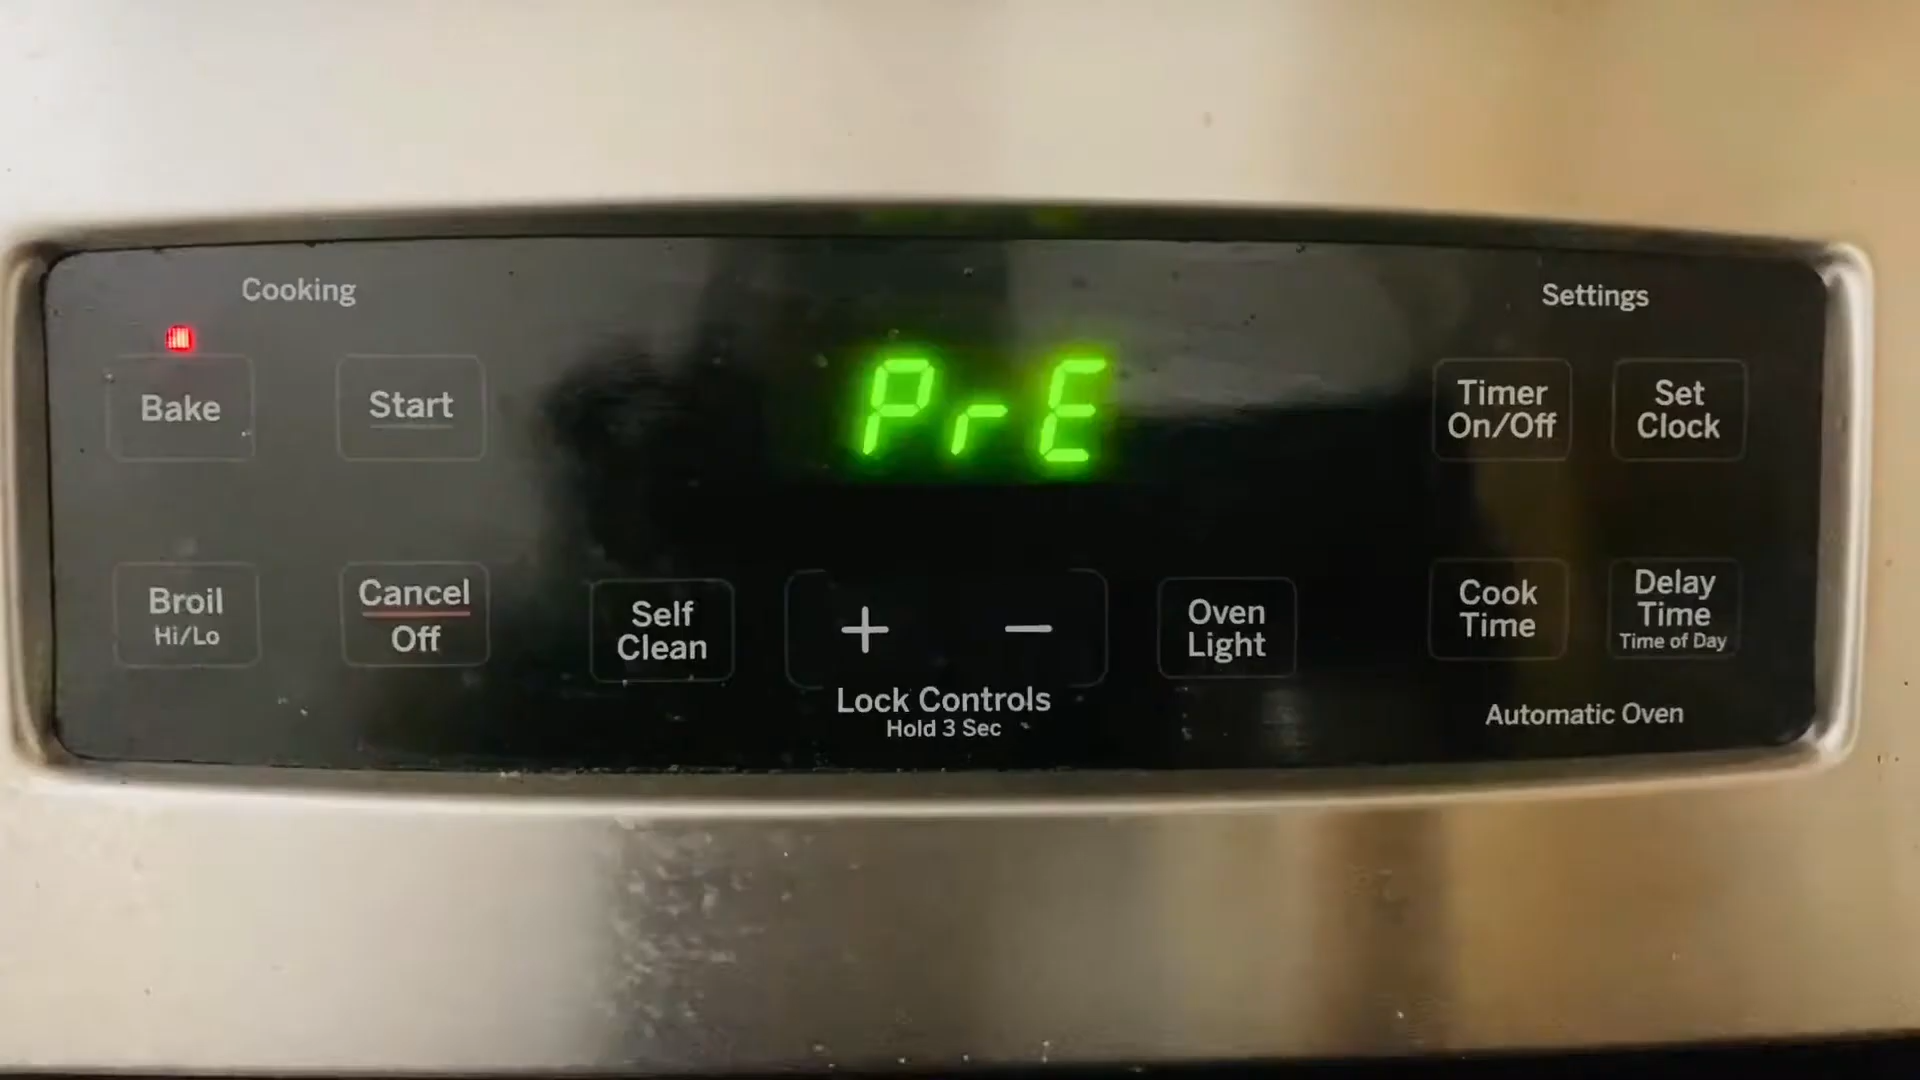 Cooking
Settings
PrE
Bake
Start
Timer
On/Off
Set
Clock
Broil
Hi/Lo
Cancel
Off
Self
Clean
+ −
Lock Controls
Hold 3 Sec
Oven
Light
Cook
Time
Delay
Time
Time of Day
Automatic Oven